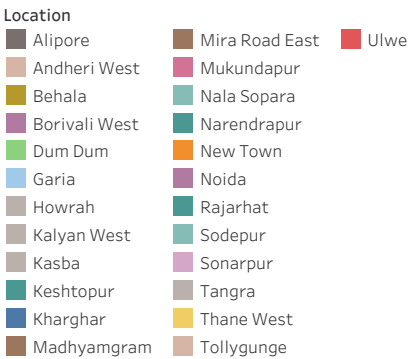 Location
Alipore
Andheri West
Behala
Borivali West
Dum Dum
Garia
Howrah
Kalyan West
Kasba
Keshtopur
Kharghar
Madhyamgram
Mira Road East
Mukundapur
Nala Sopara
Narendrapur
New Town
Noida
Rajarhat
Sodepur
Sonarpur
Tangra
Thane West
Tollygunge
Ulwe